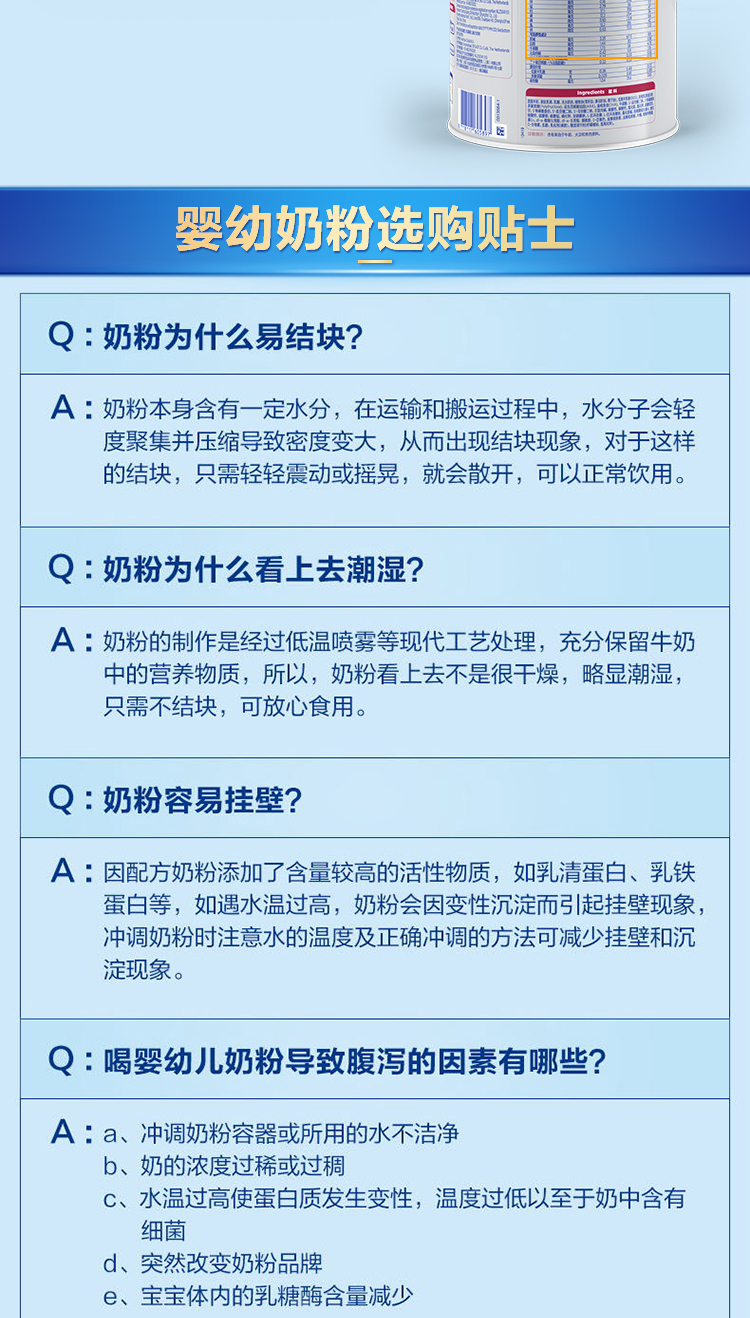 Ingredients 配料
婴幼奶粉选购贴士
Q：奶粉为什么易结块？
A：奶粉本身含有一定水分，在运输和搬运过程中，水分子会轻
度聚集并压缩导致密度变大，从而出现结块现象，对于这样
的结块，只需轻轻震动或摇晃，就会散开，可以正常饮用。
Q：奶粉为什么看上去潮湿？
A：奶粉的制作是经过低温喷雾等现代工艺处理，充分保留牛奶
中的营养物质，所以，奶粉看上去不是很干燥，略显潮湿，
只需不结块，可放心食用。
Q：奶粉容易挂壁？
A：因配方奶粉添加了含量较高的活性物质，如乳清蛋白、乳铁
蛋白等，如遇水温过高，奶粉会因变性沉淀而引起挂壁现象，
冲调奶粉时注意水的温度及正确冲调的方法可减少挂壁和沉
淀现象。
Q：喝婴幼儿奶粉导致腹泻的因素有哪些？
A：a、冲调奶粉容器或所用的水不洁净
b、奶的浓度过稀或过稠
c、水温过高使蛋白质发生变性，温度过低以至于奶中含有
细菌
d、突然改变奶粉品牌
e、宝宝体内的乳糖酶含量减少